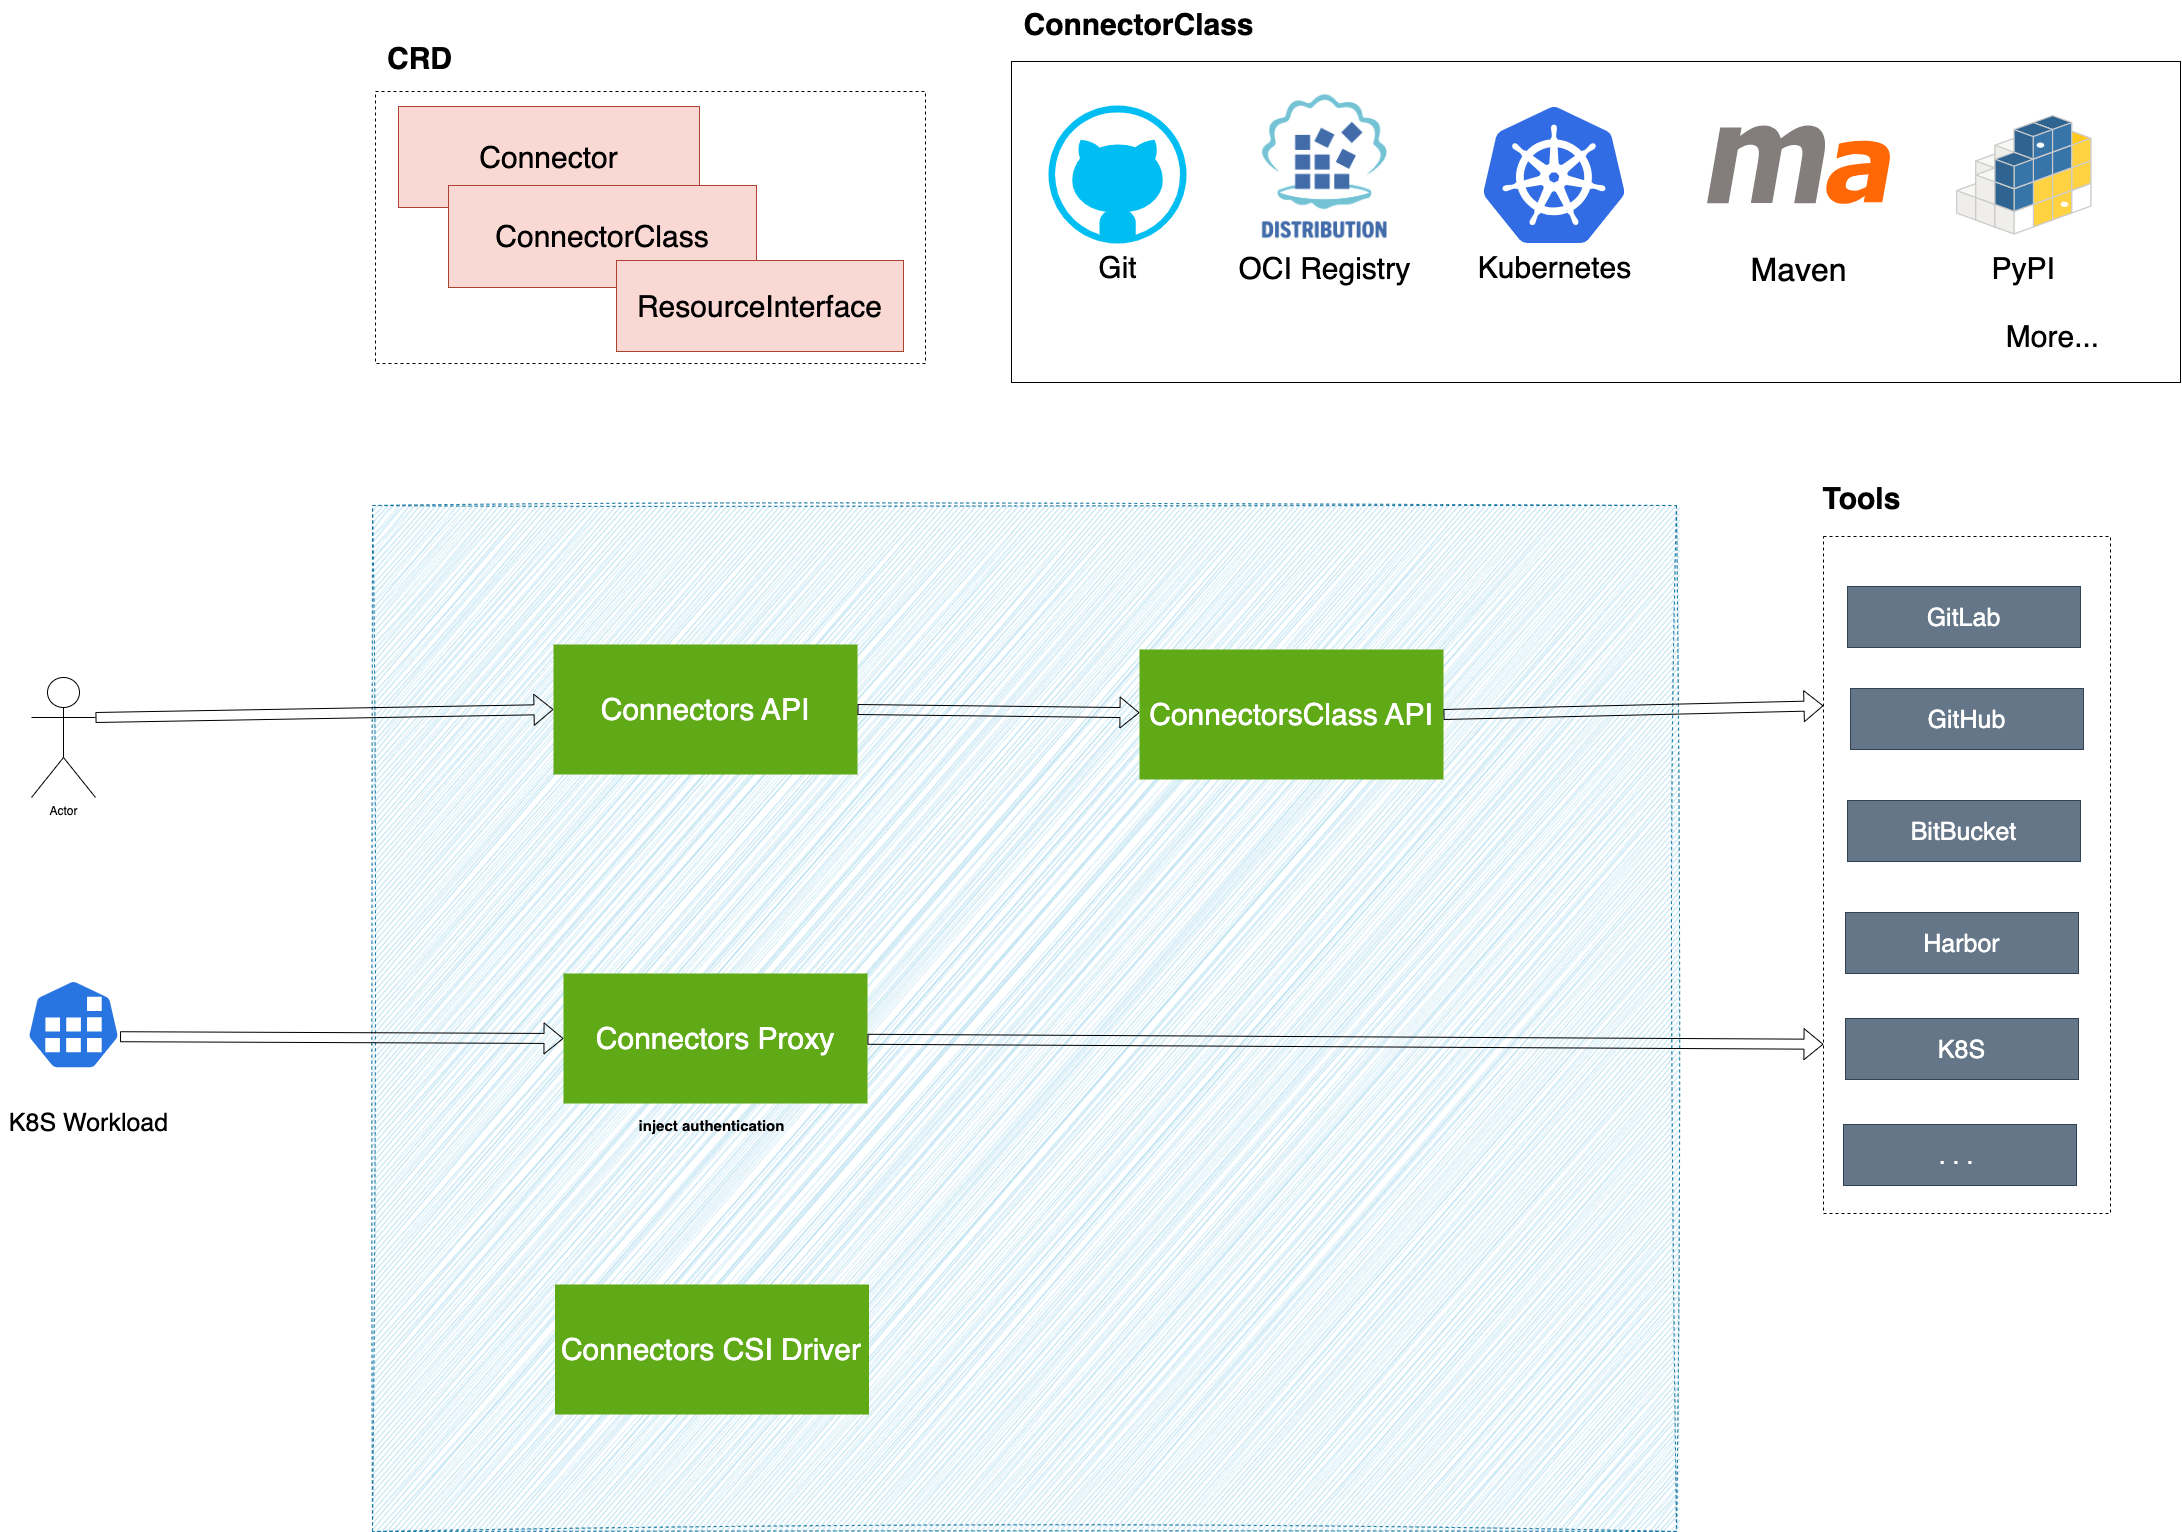 CRD
Connector
ConnectorClass
ResourceInterface
ConnectorClass
DISTRIBUTION
ma
Git
OCI Registry
Kubernetes
Maven
PyPI
More...
Tools
GitLab
GitHub
BitBucket
Harbor
K8S
...
Actor
Connectors API
ConnectorsClass API
K8S Workload
Connectors Proxy
inject authentication
Connectors CSI Driver